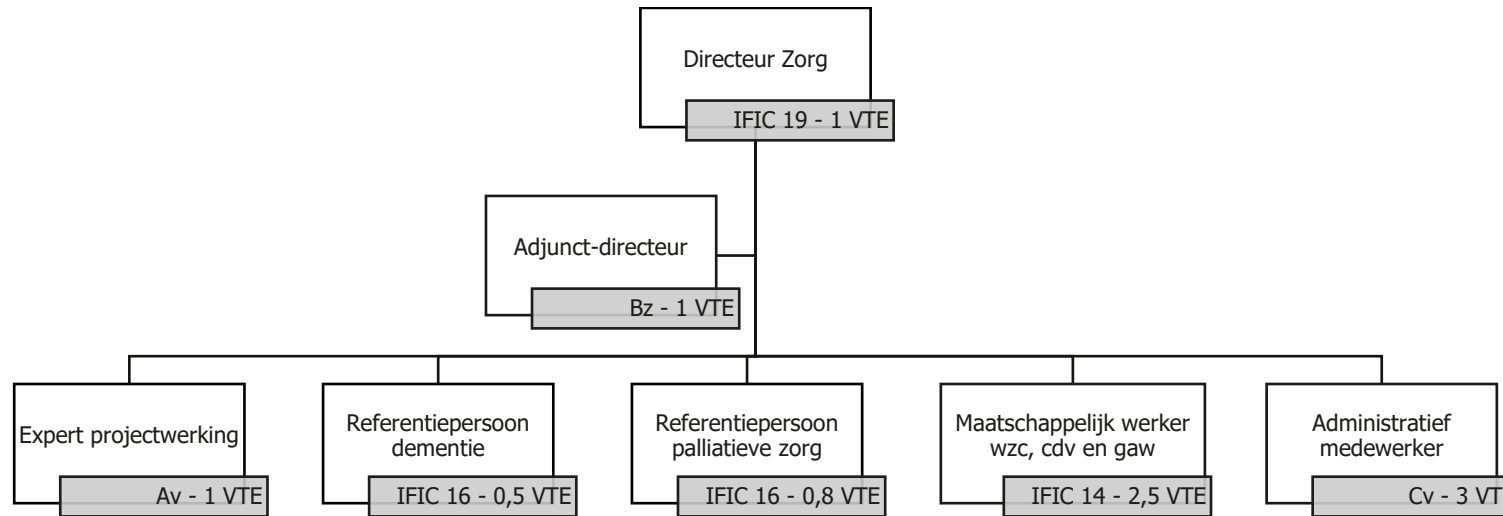 Directeur Zorg
IFIC 19 - 1 VTE
Adjunct-directeur
Bz - 1 VTE
Expert projectwerking
Av - 1 VTE
Referentiepersoon
dementie
IFIC 16 - 0,5 VTE
Referentiepersoon
palliatieve zorg
IFIC 16 - 0,8 VTE
Maatschappelijk werker
wzc, cdv en gaw
IFIC 14 - 2,5 VTE
Administratief
medewerker
Cv - 3 VT